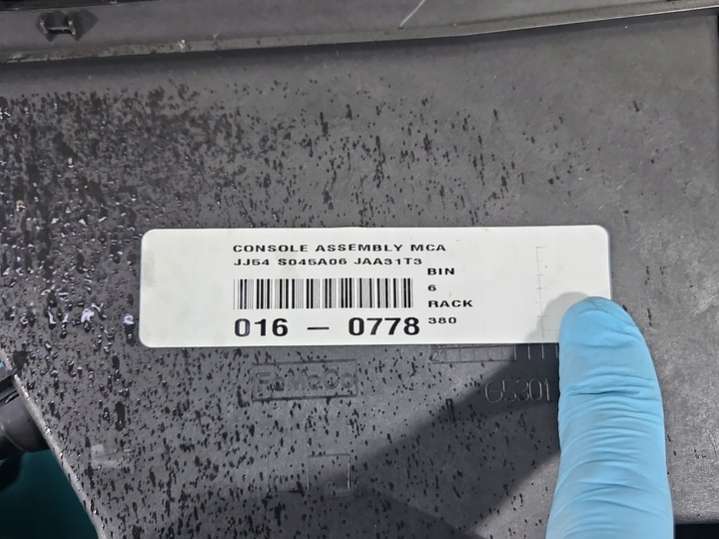 CONSOLE ASSEMBLY MCA
JJ54 S045A06 JAA31T3
BIN
6
RACK
380
016 – 0778